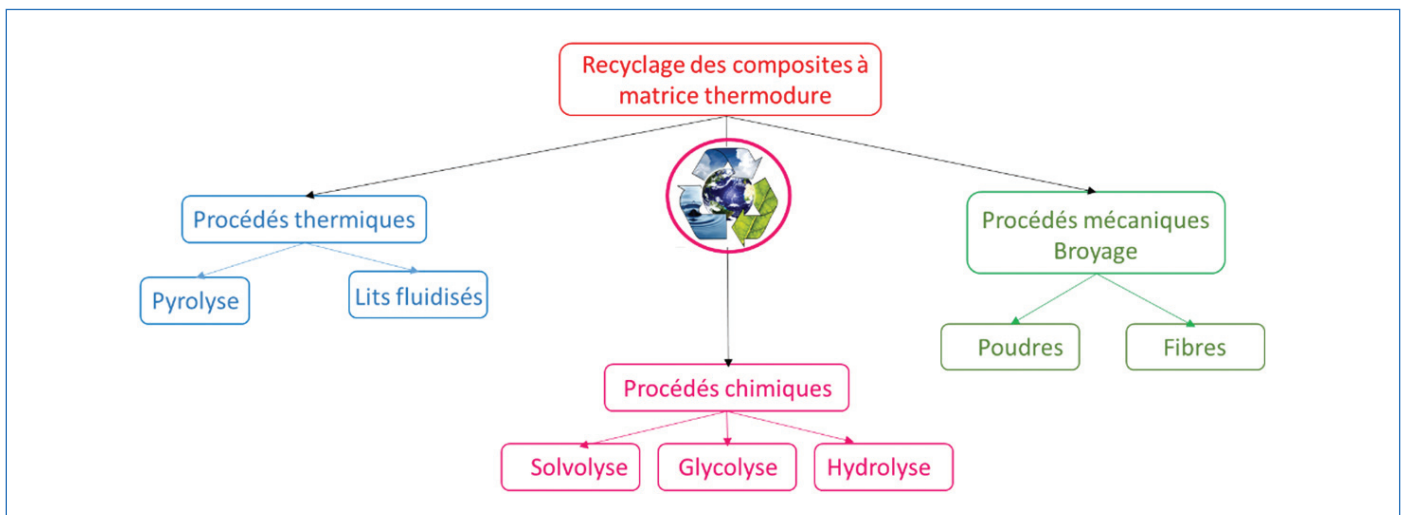 Recyclage des composites à
matrice thermodure
Procédés thermiques
Pyrolyse
Lits fluidisés
Procédés chimiques
Solvolyse
Glycolyse
Hydrolyse
Procédés mécaniques
Broyage
Poudres
Fibres